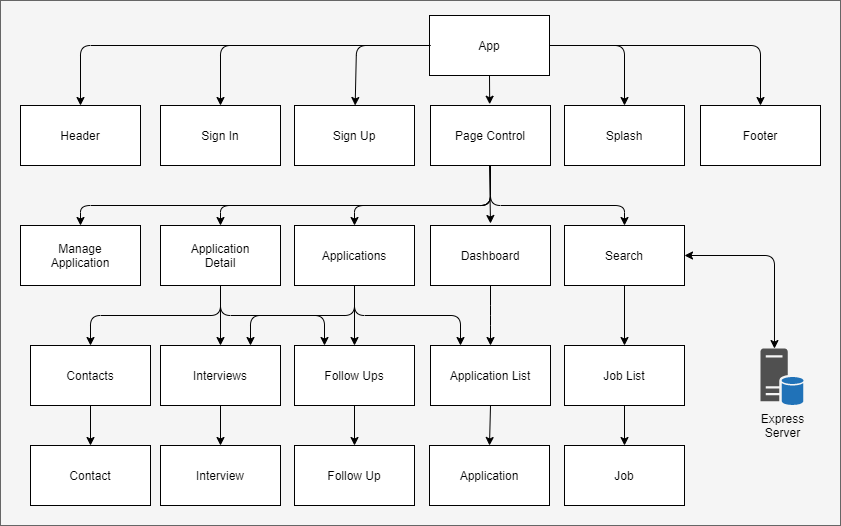 App
Header
Sign In
Sign Up
Page Control
Splash
Footer
Manage
Application
Application
Detail
Applications
Dashboard
Search
Contacts
Interviews
Follow Ups
Application List
Job List
Express
Server
Contact
Interview
Follow Up
Application
Job